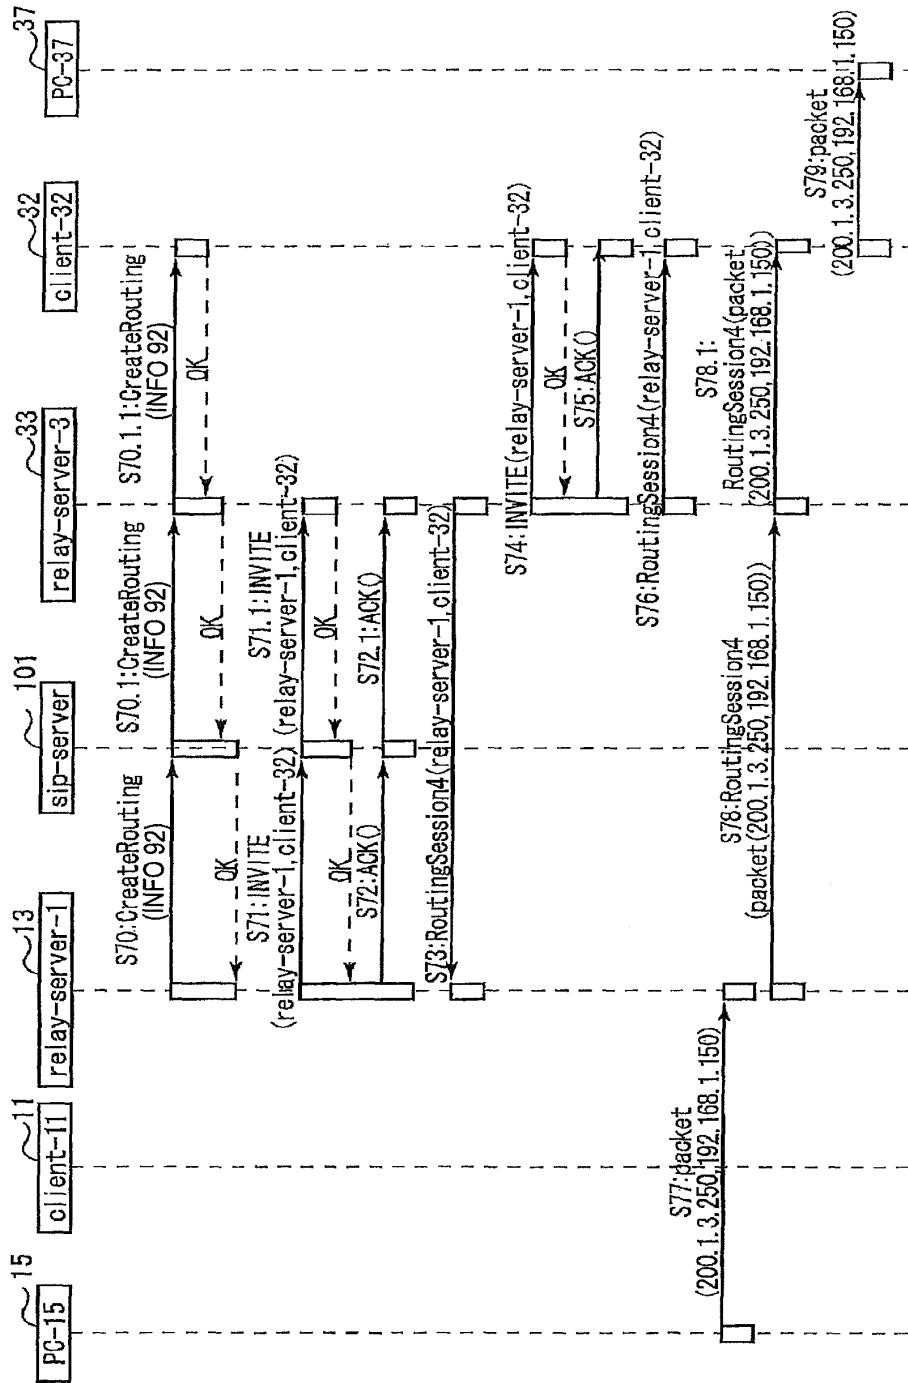 15
PC-15
11
client-11
13
relay-server-1
101
sip-server
33
relay-server-3
32
client-32
37
PC-37
S70:CreateRouting
(INFO 92)
S70.1:CreateRouting
(INFO 92)
S70.1.1:CreateRouting
(INFO 92)
OK
OK
OK
S71:INVITE
(relay-server-1,client-32)
S71.1:INVITE
(relay-server-1,client-32)
OK
OK
S72:ACK()
S72.1:ACK()
S73:RoutingSession4(relay-server-1,client-32)
S74:INVITE(relay-server-1,client-32)
OK
S75:ACK()
S76:RoutingSession4(relay-server-1,client-32)
S77:packet
(200.1.3.250,192.168.1.150)
S78:RoutingSession4
(packet(200.1.3.250,192.168.1.150))
S78.1:
RoutingSession4(packet
(200.1.3.250,192.168.1.150))
S79:packet
(200.1.3.250,192.168.1.150)